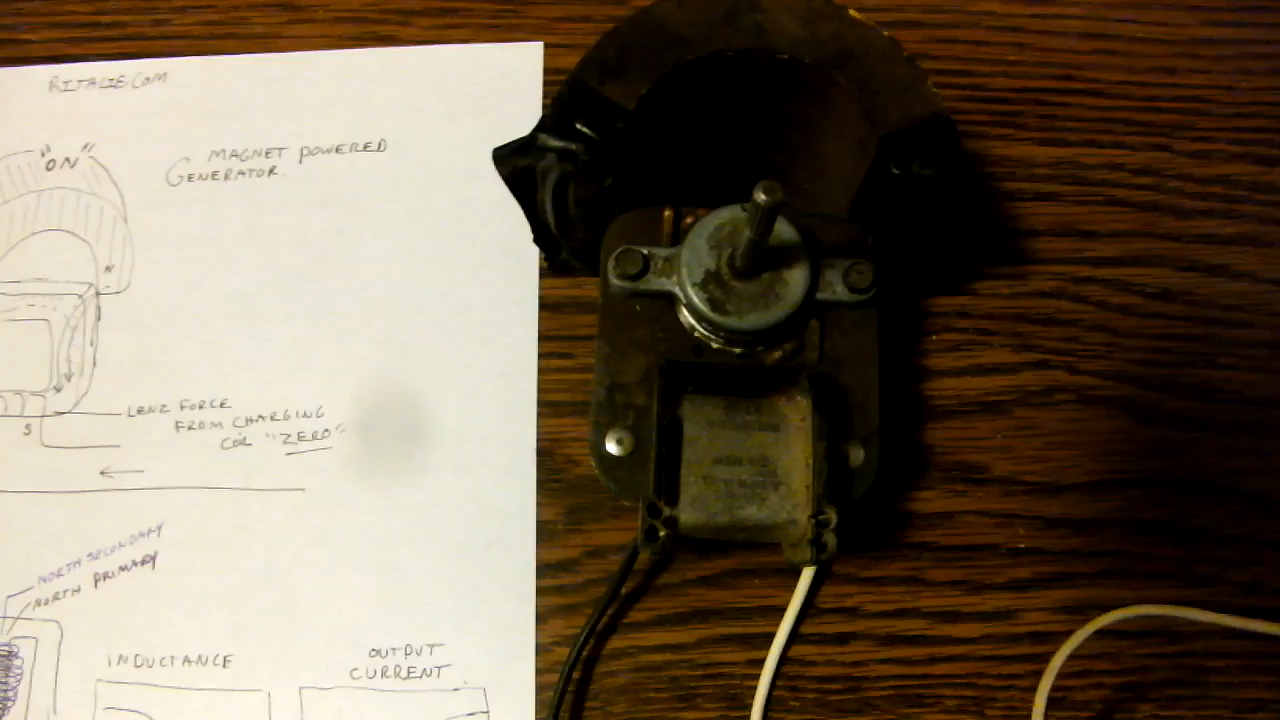 RITALIE.COM
"ON"
MAGNET POWERED
GENERATOR.
N
LENZ FORCE
FROM CHARGING
COIL "ZERO"
S
NORTH SECONDARY
NORTH PRIMARY
INDUCTANCE
OUTPUT
CURRENT